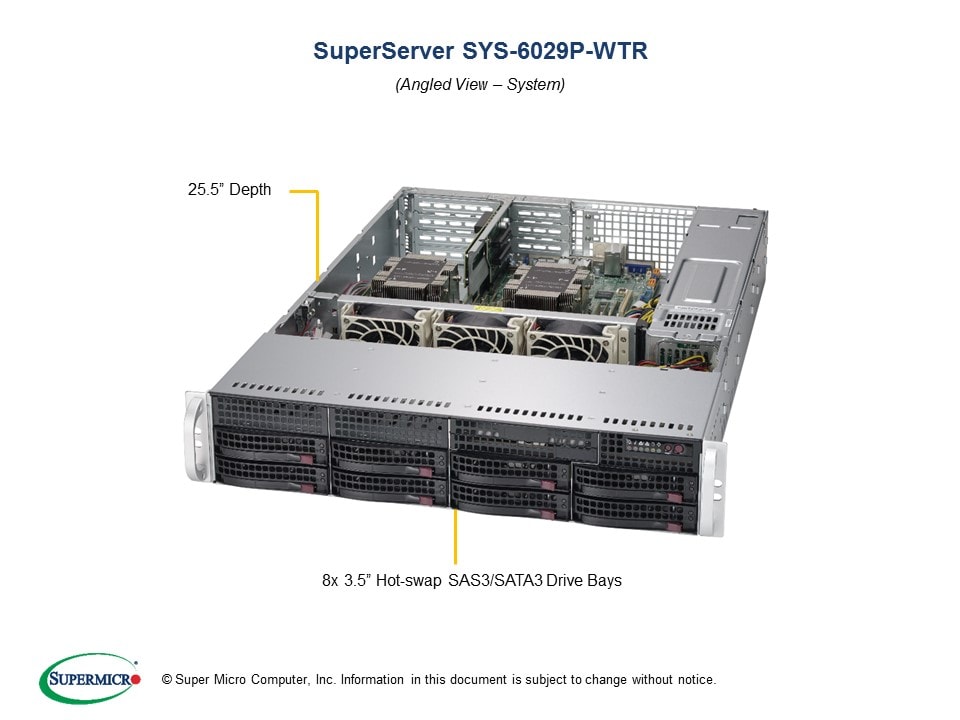 SuperServer SYS-6029P-WTR
(Angled View – System)
25.5” Depth
8x 3.5” Hot-swap SAS3/SATA3 Drive Bays
SUPERMICRO
© Super Micro Computer, Inc. Information in this document is subject to change without notice.